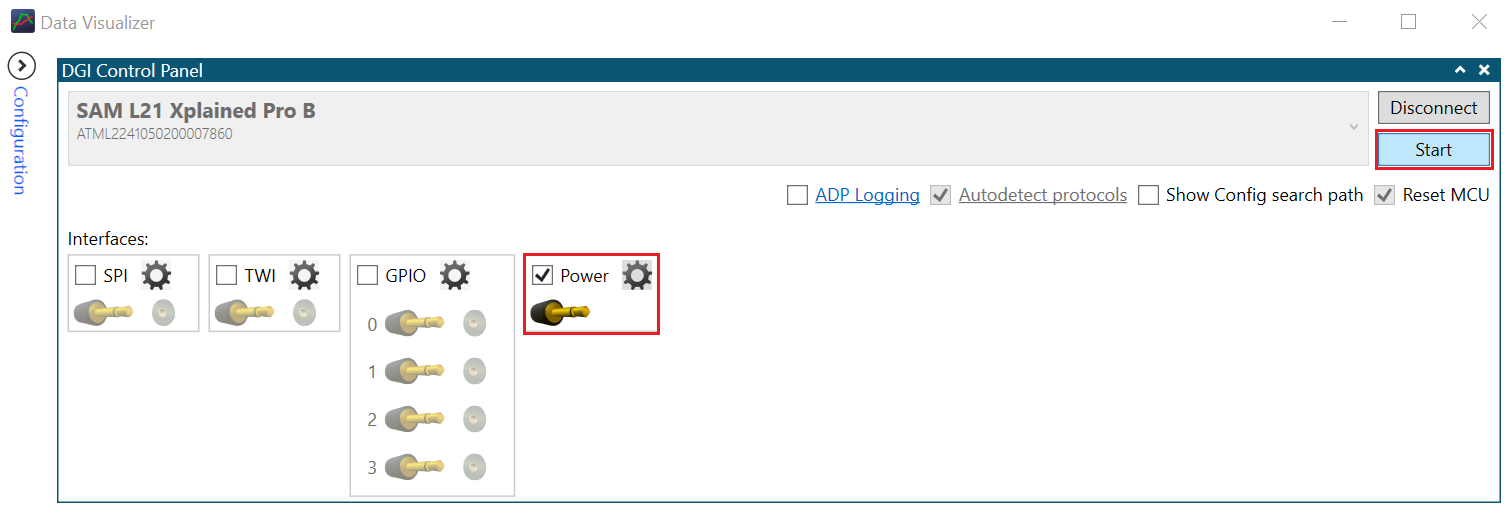 Data Visualizer
Configuration
DGI Control Panel
SAM L21 Xplained Pro B
ATML2241050200007860
Disconnect
Start
ADP Logging Autodetect protocols Show Config search path Reset MCU
Interfaces:
SPI TWI GPIO Power
0
1
2
3